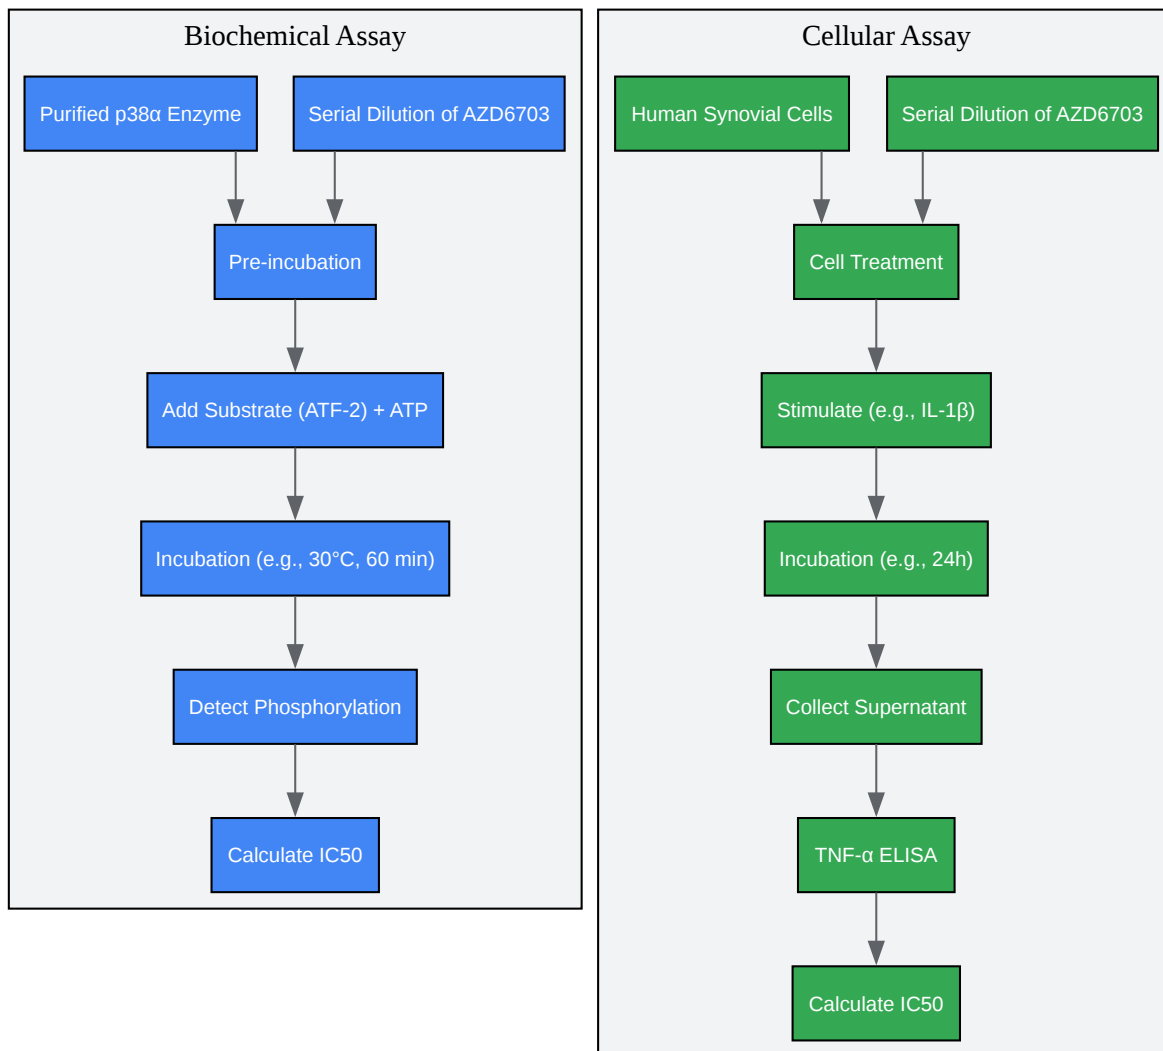 Biochemical Assay
Purified p38α Enzyme
Serial Dilution of AZD6703
Pre-incubation
Add Substrate (ATF-2) + ATP
Incubation (e.g., 30°C, 60 min)
Detect Phosphorylation
Calculate IC50
Cellular Assay
Human Synovial Cells
Serial Dilution of AZD6703
Cell Treatment
Stimulate (e.g., IL-1β)
Incubation (e.g., 24h)
Collect Supernatant
TNF-α ELISA
Calculate IC50